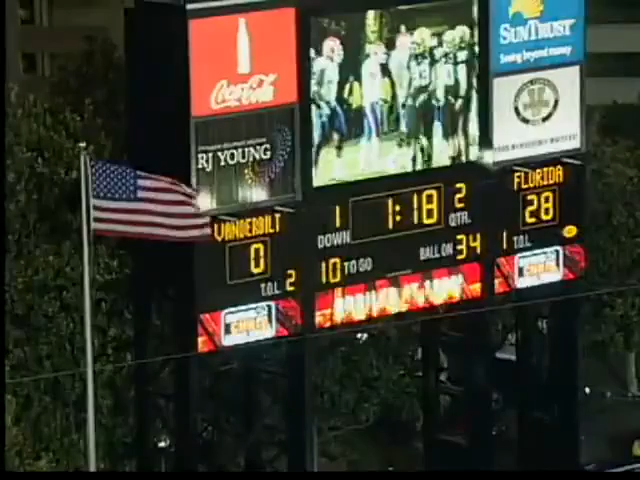 Coca-Cola
SUNTRUST
Seeing beyond money
RJ YOUNG
VANDERBILT
0
T.O.L 2
1
DOWN
1:18
2
QTR.
10 TO GO
BALL ON 34
FLORIDA
28
1 T.O.L